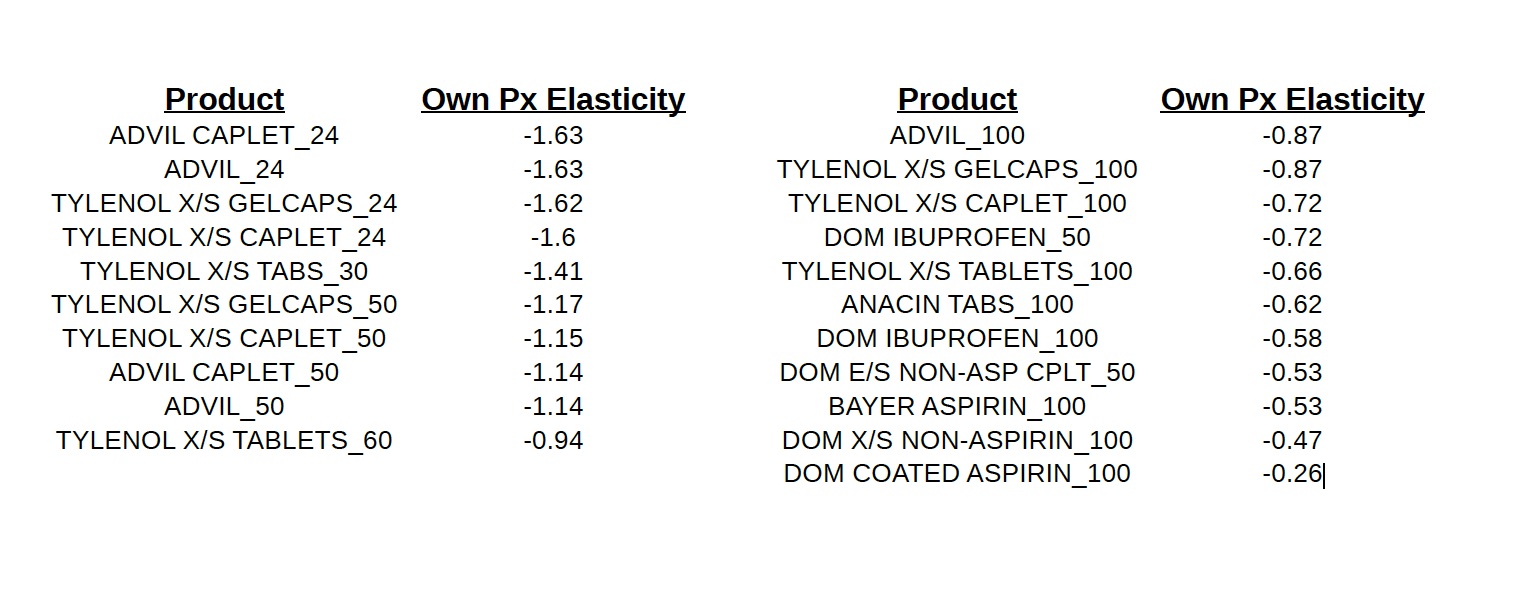 Product Own Px Elasticity
ADVIL CAPLET_24 -1.63
ADVIL_24 -1.63
TYLENOL X/S GELCAPS_24 -1.62
TYLENOL X/S CAPLET_24 -1.6
TYLENOL X/S TABS_30 -1.41
TYLENOL X/S GELCAPS_50 -1.17
TYLENOL X/S CAPLET_50 -1.15
ADVIL CAPLET_50 -1.14
ADVIL_50 -1.14
TYLENOL X/S TABLETS_60 -0.94
Product Own Px Elasticity
ADVIL_100 -0.87
TYLENOL X/S GELCAPS_100 -0.87
TYLENOL X/S CAPLET_100 -0.72
DOM IBUPROFEN_50 -0.72
TYLENOL X/S TABLETS_100 -0.66
ANACIN TABS_100 -0.62
DOM IBUPROFEN_100 -0.58
DOM E/S NON-ASP CPLT_50 -0.53
BAYER ASPIRIN_100 -0.53
DOM X/S NON-ASPIRIN_100 -0.47
DOM COATED ASPIRIN_100 -0.26